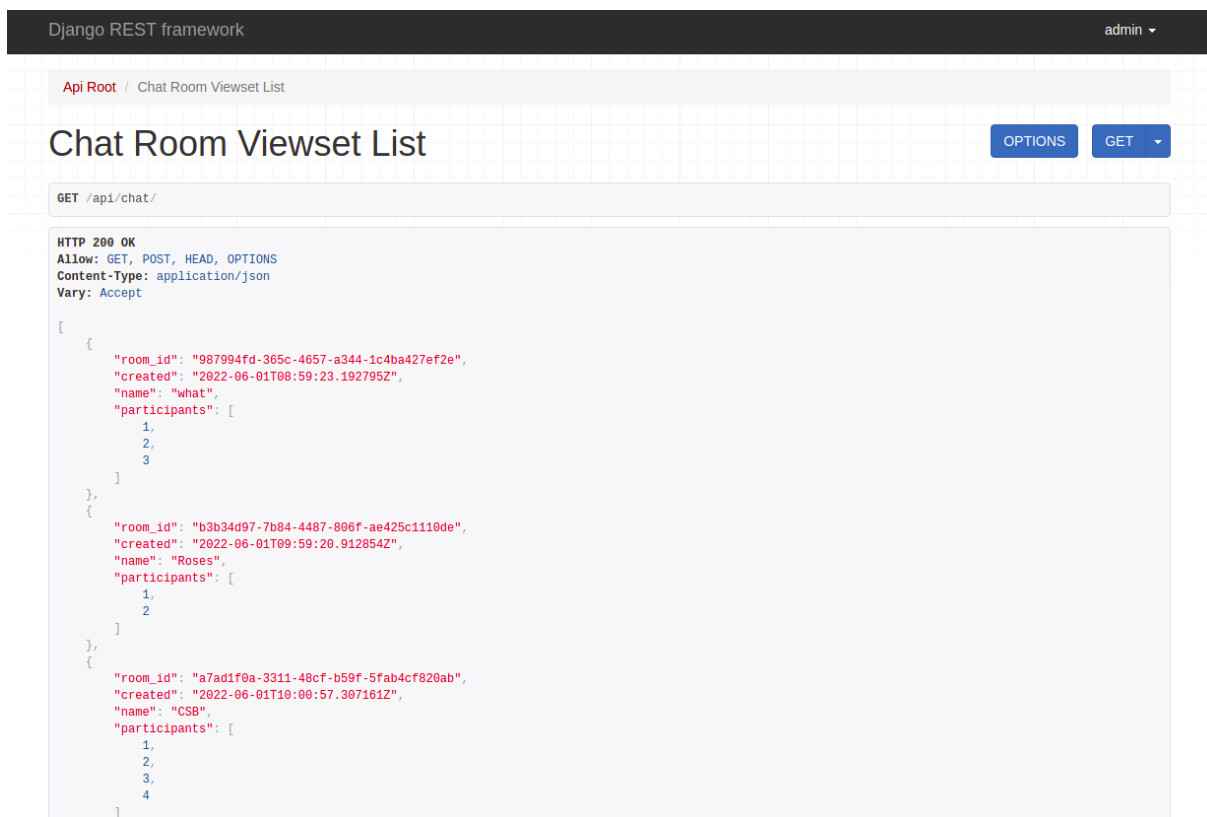 Django REST framework
admin
Api Root / Chat Room Viewset List
Chat Room Viewset List
OPTIONS
GET
GET /api/chat/
HTTP 200 OK
Allow: GET, POST, HEAD, OPTIONS
Content-Type: application/json
Vary: Accept
[
    {
        "room_id": "987994fd-365c-4657-a344-1c4ba427ef2e",
        "created": "2022-06-01T08:59:23.192795Z",
        "name": "what",
        "participants": [
            1,
            2,
            3
        ]
    },
    {
        "room_id": "b3b34d97-7b84-4487-806f-ae425c1110de",
        "created": "2022-06-01T09:59:20.912854Z",
        "name": "Roses",
        "participants": [
            1,
            2
        ]
    },
    {
        "room_id": "a7ad1f0a-3311-48cf-b59f-5fab4cf820ab",
        "created": "2022-06-01T10:00:57.307161Z",
        "name": "CSB",
        "participants": [
            1,
            2,
            3,
            4
        ]